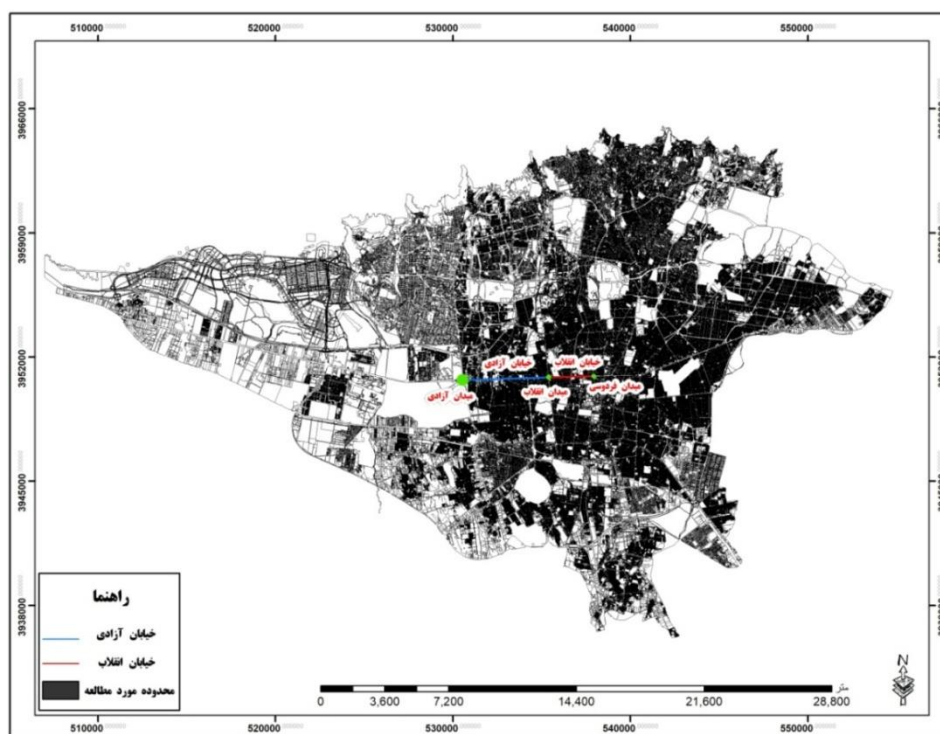 510000 520000 530000 540000 550000
3966000
3959000
3952000
3945000
3938000
خیابان آزادی
خیابان انقلاب
میدان آزادی
میدان انقلاب
میدان فردوسی
راهنما
خیابان آزادی
خیابان انقلاب
محدوده مورد مطالعه
N
متر
0 3,600 7,200 14,400 21,600 28,800
510000 520000 530000 540000 550000